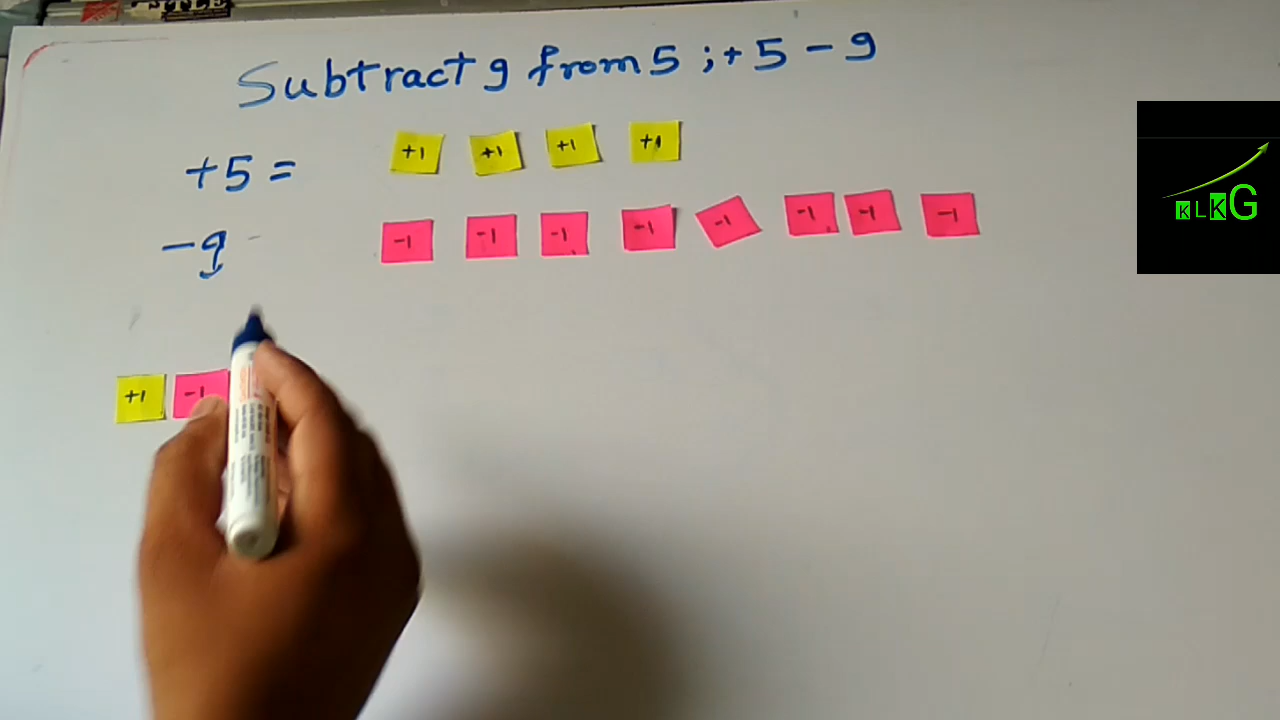 Subtract 9 from 5 ; +5 - 9
+5 = +1 +1 +1 +1
-9 -1 -1 -1 -1 -1 -1 -1 -1
+1 -1
KLKG